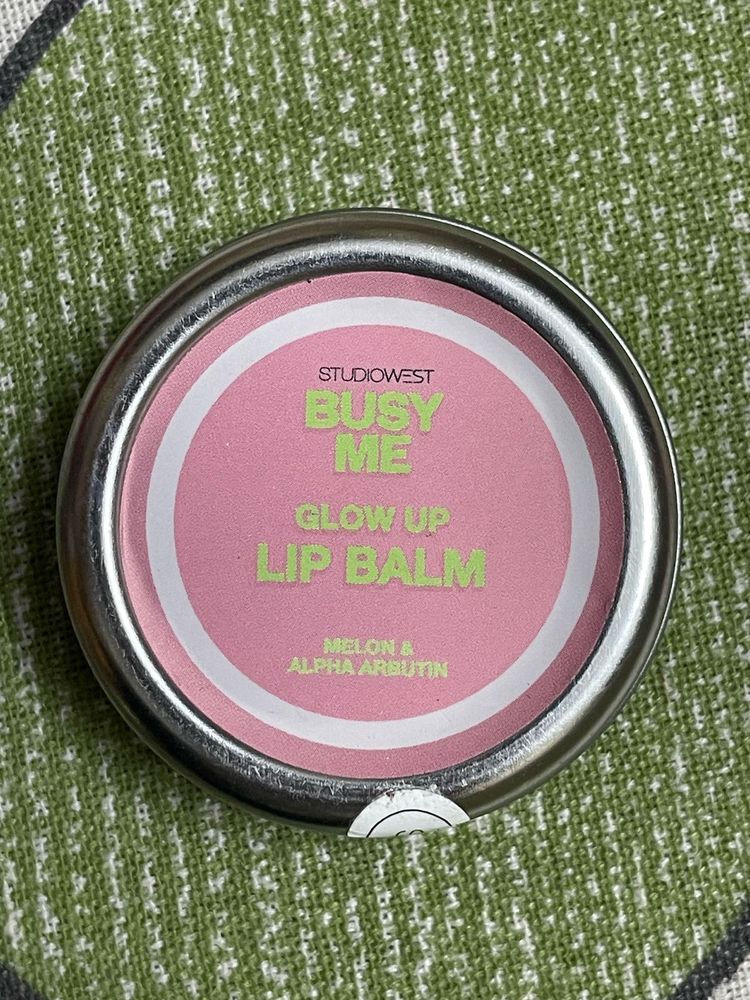 STUDIOWEST
BUSY
ME
GLOW UP
LIP BALM
MELON &
ALPHA ARBUTIN